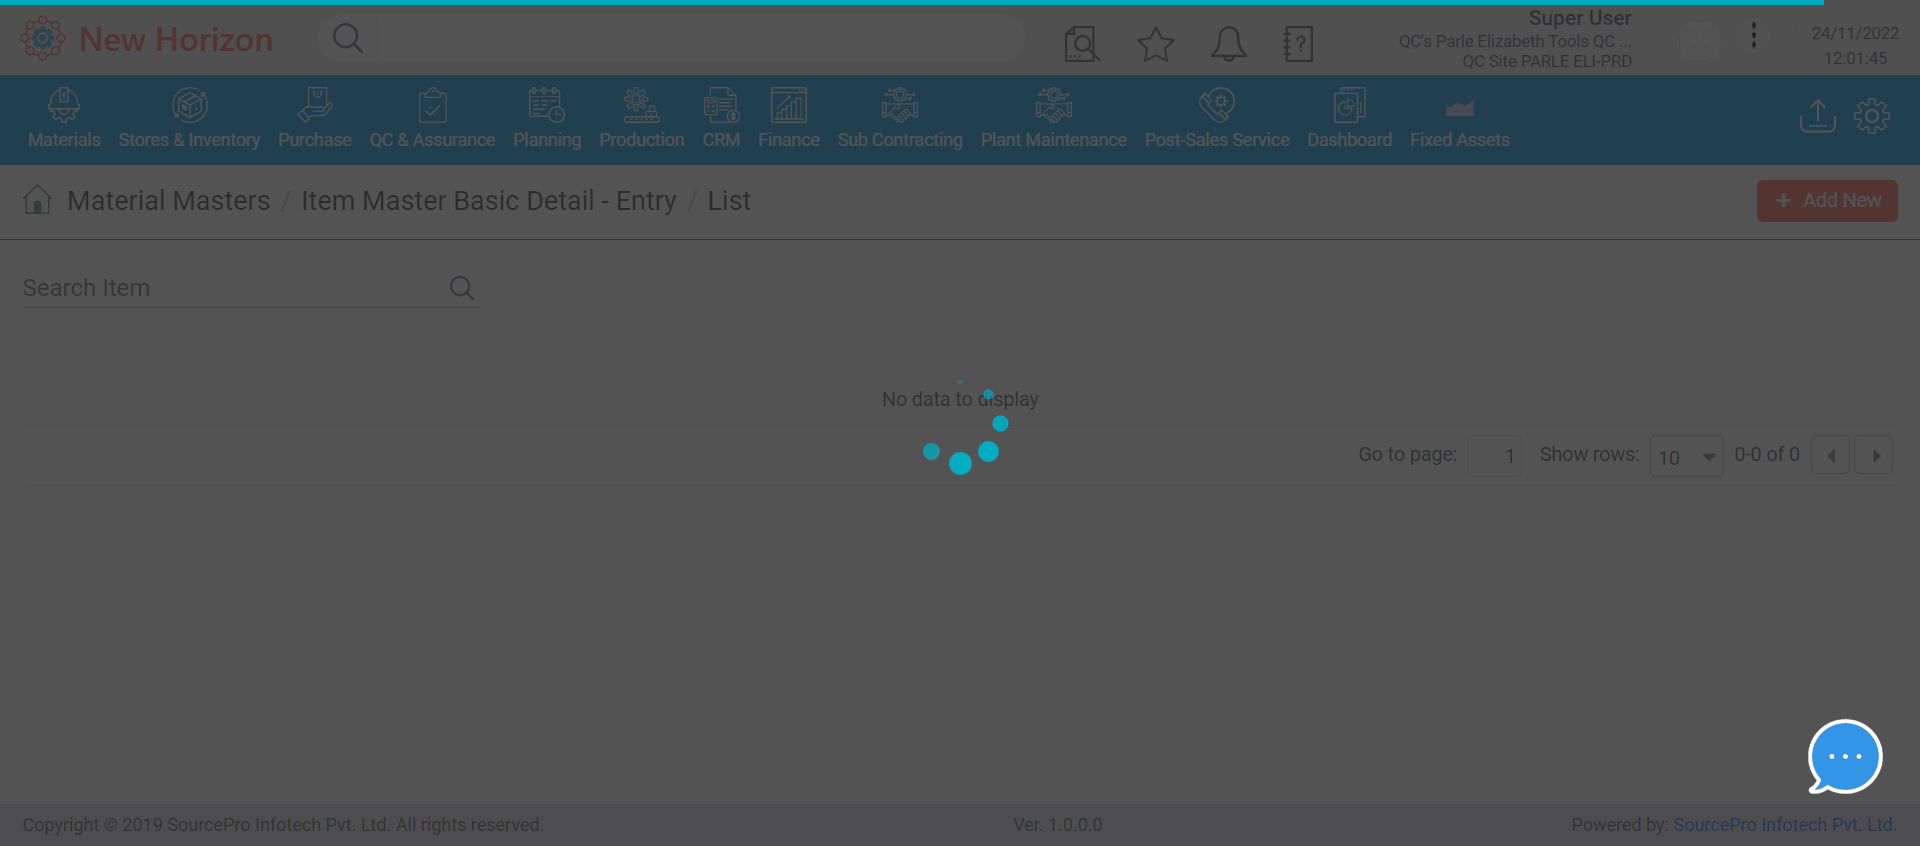 New Horizon
Super User
QC's Parle Elizabeth Tools QC ...
QC Site PARLE ELI-PRD
24/11/2022
12:01:45
Materials Stores & Inventory Purchase QC & Assurance Planning Production CRM Finance Sub Contracting Plant Maintenance Post-Sales Service Dashboard Fixed Assets
Material Masters / Item Master Basic Detail - Entry / List
+ Add New
Search Item
No data to display
Go to page: 1 Show rows: 10 0-0 of 0
Copyright © 2019 SourcePro Infotech Pvt. Ltd. All rights reserved. Ver. 1.0.0.0 Powered by: SourcePro Infotech Pvt. Ltd.